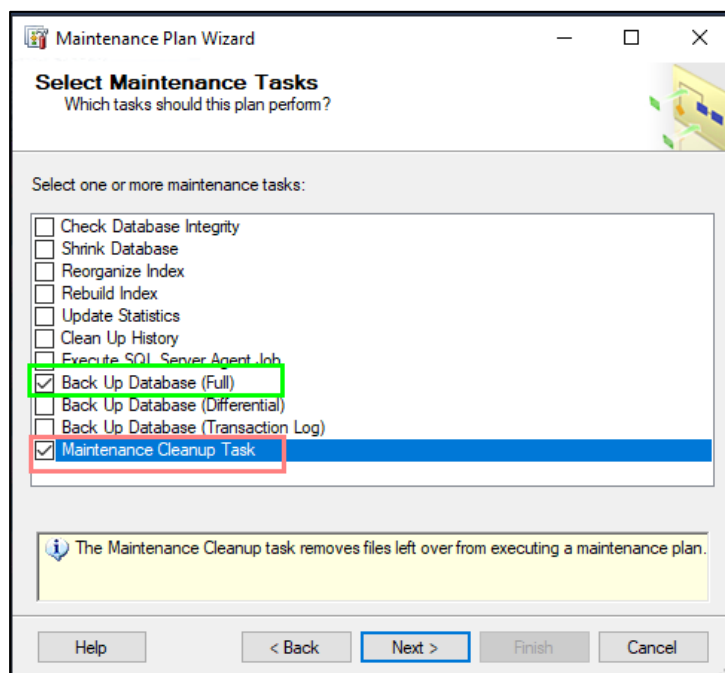 Maintenance Plan Wizard
Select Maintenance Tasks
Which tasks should this plan perform?
Select one or more maintenance tasks:
Check Database Integrity
Shrink Database
Reorganize Index
Rebuild Index
Update Statistics
Clean Up History
Execute SQL Server Agent Job
Back Up Database (Full)
Back Up Database (Differential)
Back Up Database (Transaction Log)
Maintenance Cleanup Task
The Maintenance Cleanup task removes files left over from executing a maintenance plan.
Help < Back Next > Finish Cancel